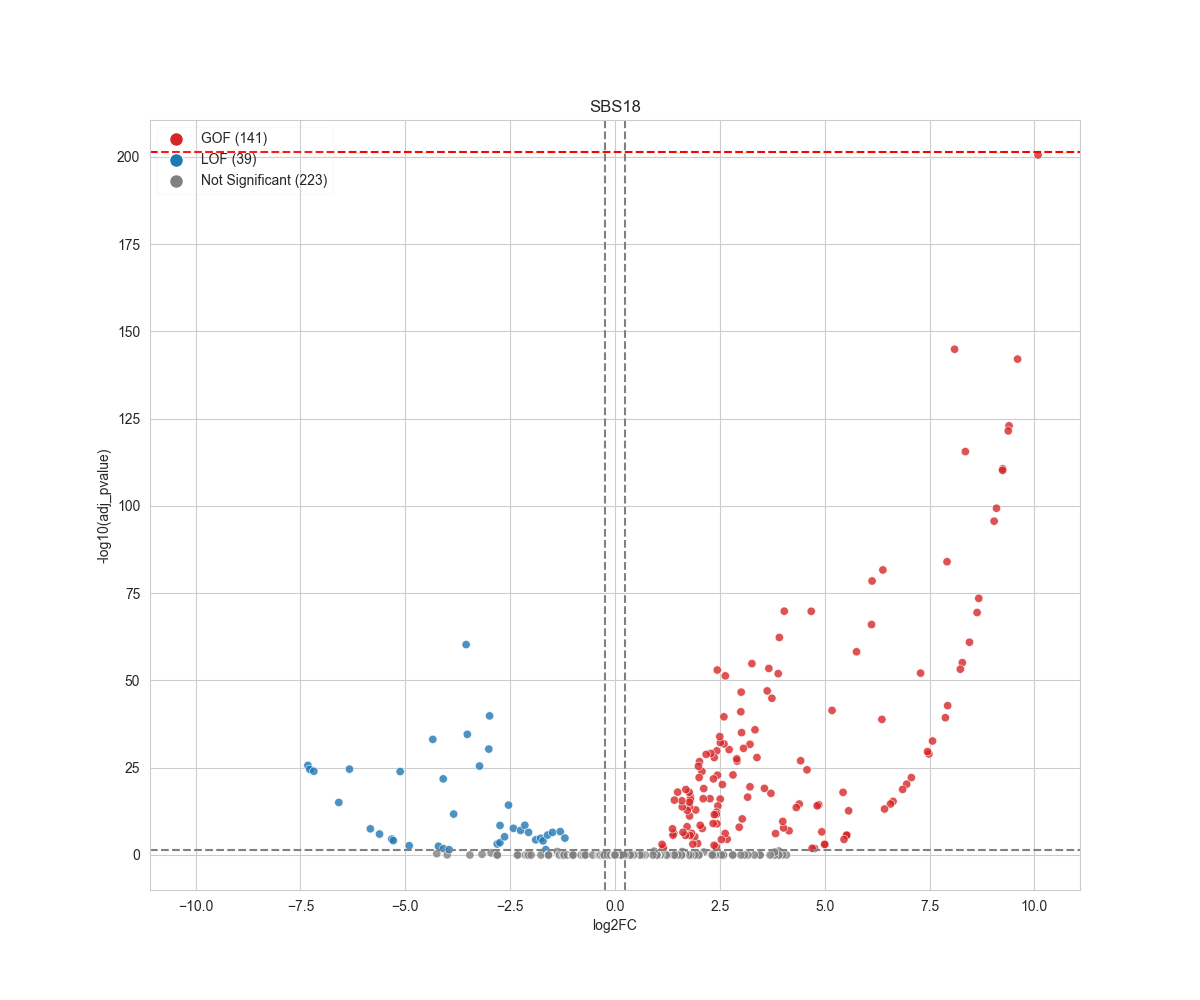 SBS18
GOF (141)
LOF (39)
Not Significant (223)
200
175
150
125
100
75
50
25
0
-log10(adj_pvalue)
−10.0 −7.5 −5.0 −2.5 0.0 2.5 5.0 7.5 10.0
log2FC